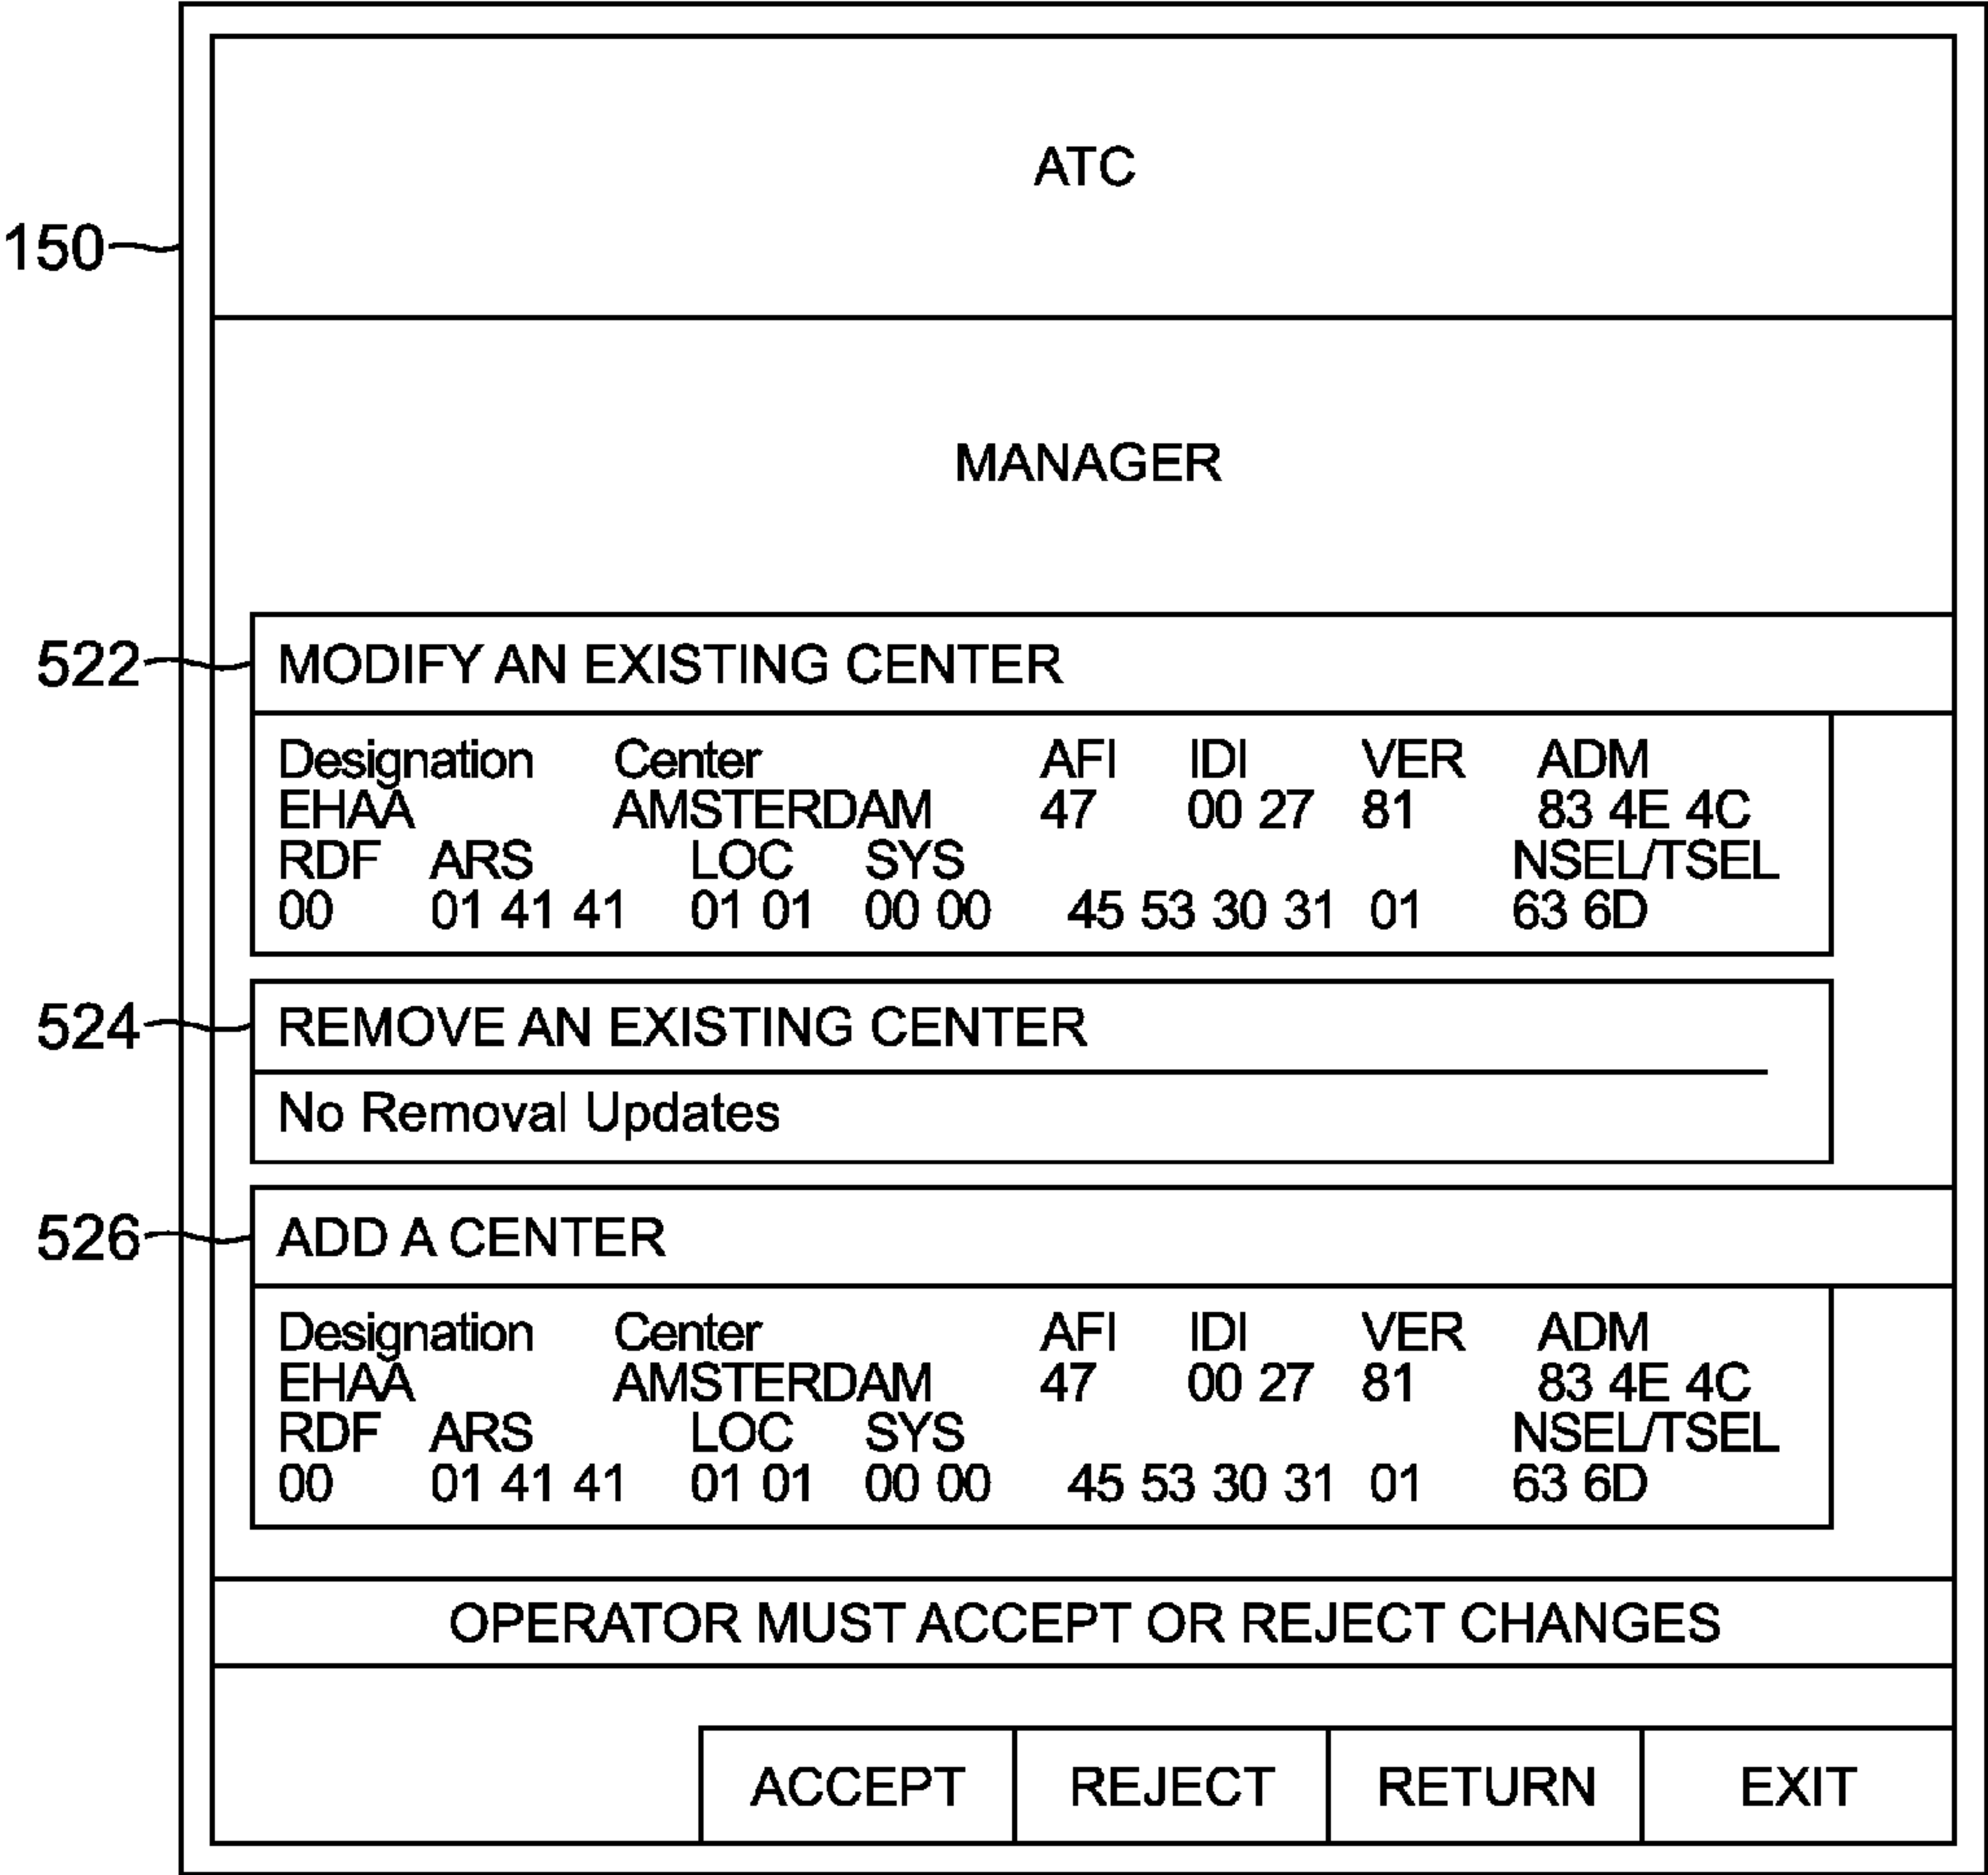 ATC
150
MANAGER
522
MODIFY AN EXISTING CENTER
Designation Center AFI IDI VER ADM
EHAA AMSTERDAM 47 00 27 81 83 4E 4C
RDF ARS LOC SYS NSEL/TSEL
00 01 41 41 01 01 00 00 45 53 30 31 01 63 6D
524
REMOVE AN EXISTING CENTER
No Removal Updates
526
ADD A CENTER
Designation Center AFI IDI VER ADM
EHAA AMSTERDAM 47 00 27 81 83 4E 4C
RDF ARS LOC SYS NSEL/TSEL
00 01 41 41 01 01 00 00 45 53 30 31 01 63 6D
OPERATOR MUST ACCEPT OR REJECT CHANGES
ACCEPT REJECT RETURN EXIT